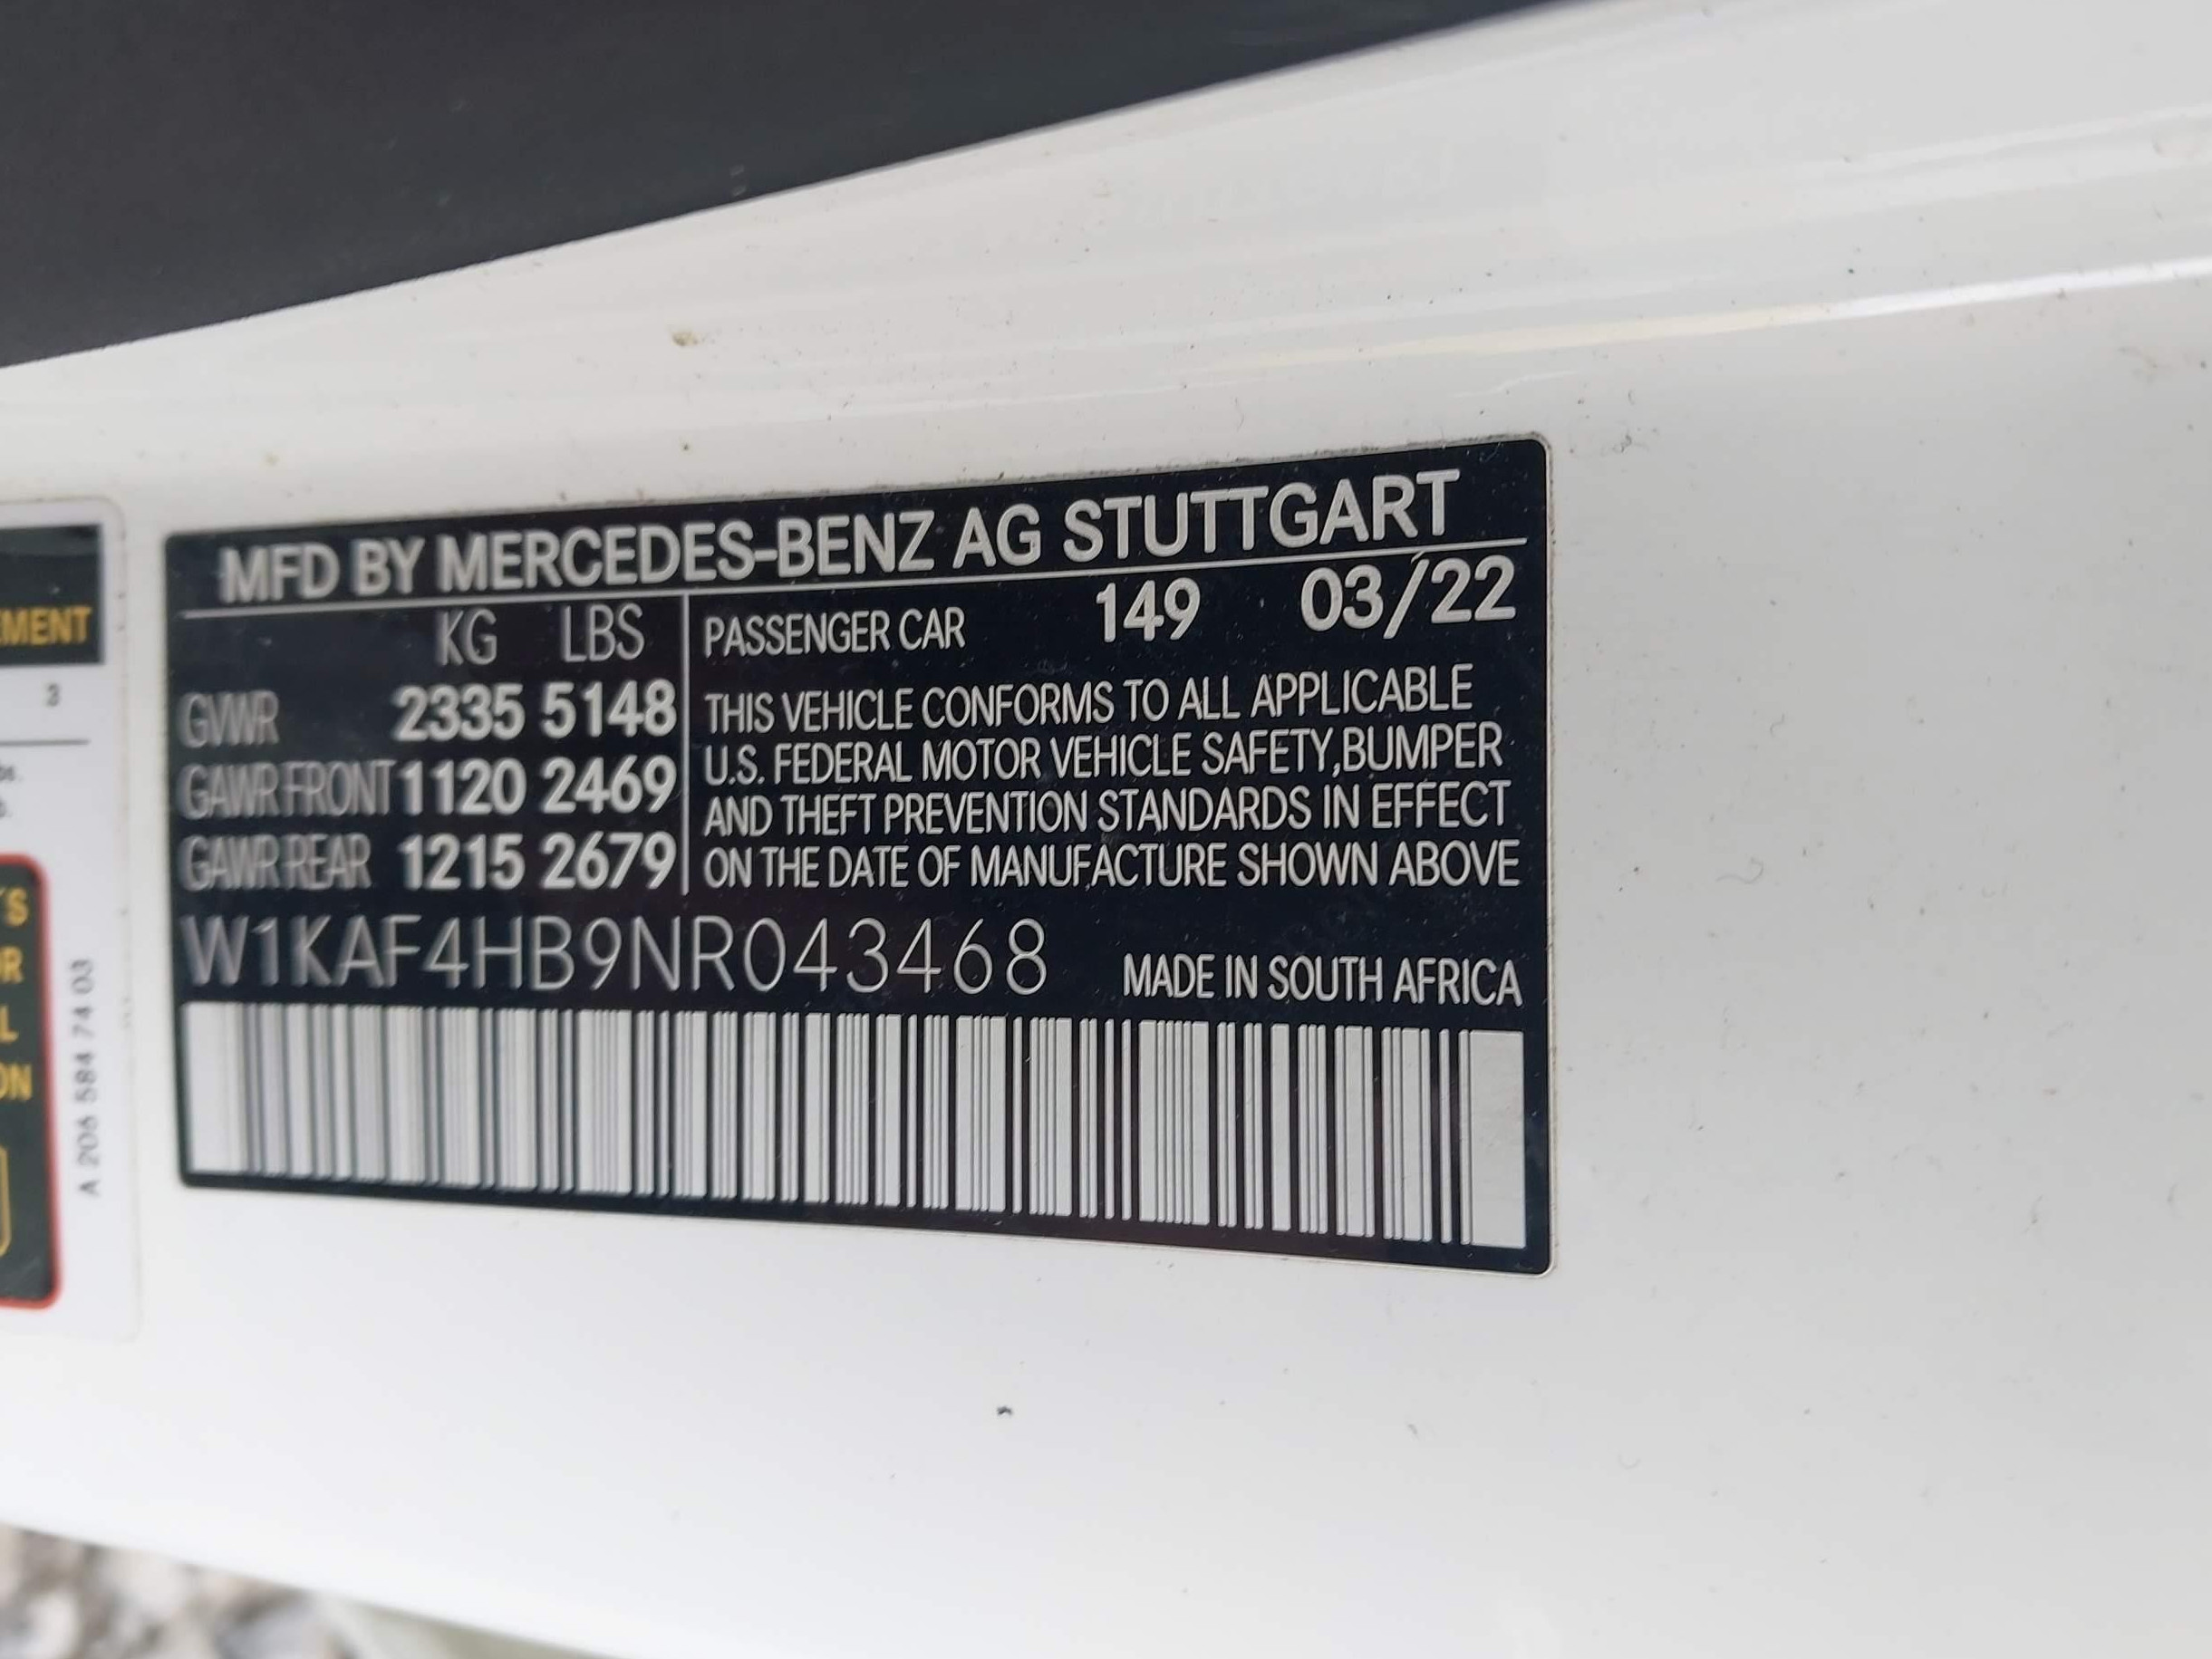 MFD BY MERCEDES-BENZ AG STUTTGART
KG LBS
GVWR 2335 5148
GAWR FRONT 1120 2469
GAWR REAR 1215 2679
PASSENGER CAR 149 03/22
THIS VEHICLE CONFORMS TO ALL APPLICABLE
U.S. FEDERAL MOTOR VEHICLE SAFETY,BUMPER
AND THEFT PREVENTION STANDARDS IN EFFECT
ON THE DATE OF MANUFACTURE SHOWN ABOVE
W1KAF4HB9NR043468
MADE IN SOUTH AFRICA
3
A 206 584 74 03